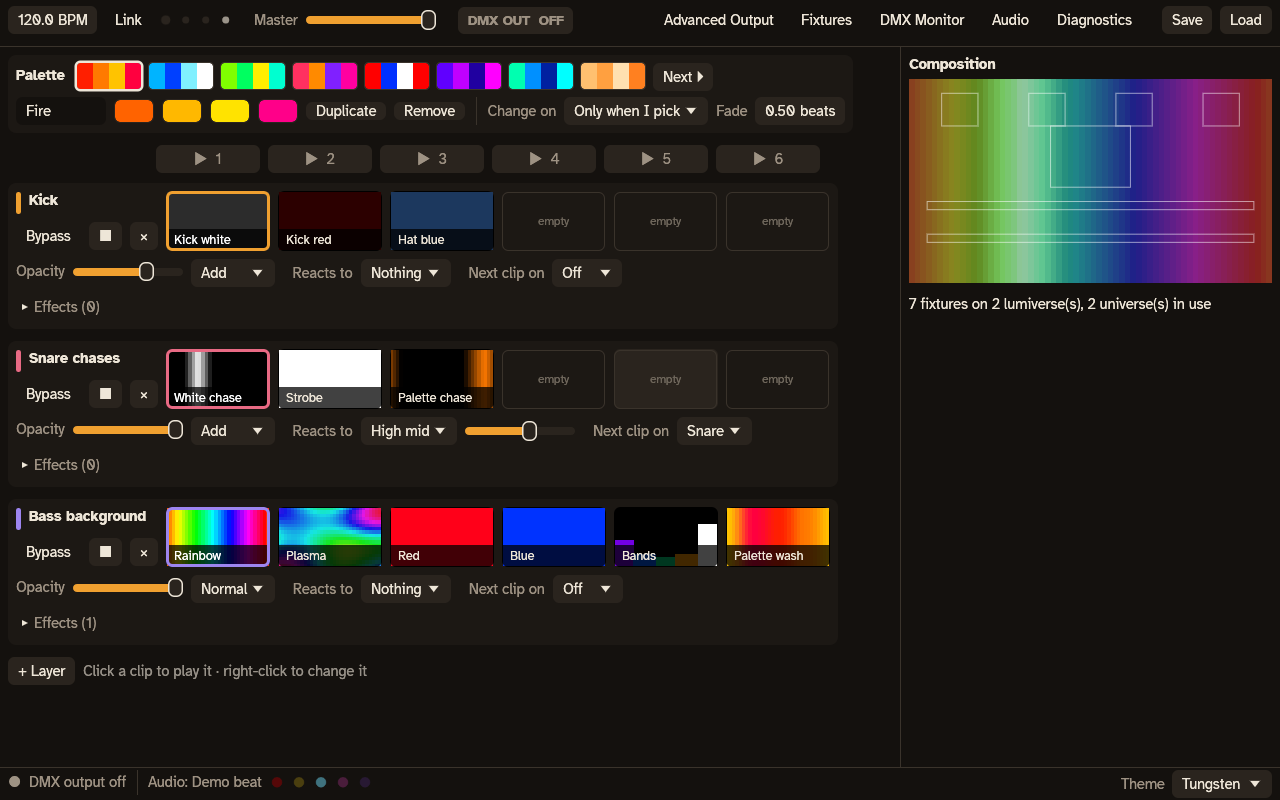 120.0 BPM Link Master DMX OUT OFF Advanced Output Fixtures DMX Monitor Audio Diagnostics Save Load
Palette Next
Fire Duplicate Remove Change on Only when I pick Fade 0.50 beats
1 2 3 4 5 6
Kick
Kick white Kick red Hat blue empty empty empty
Bypass ×
Opacity Add Reacts to Nothing Next clip on Off
Effects (0)
Snare chases
White chase Strobe Palette chase empty empty empty
Bypass ×
Opacity Add Reacts to High mid Next clip on Snare
Effects (0)
Bass background
Rainbow Plasma Red Blue Bands Palette wash
Bypass ×
Opacity Normal Reacts to Nothing Next clip on Off
Effects (1)
+ Layer Click a clip to play it · right-click to change it
Composition
7 fixtures on 2 lumiverse(s), 2 universe(s) in use
DMX output off Audio: Demo beat Theme Tungsten